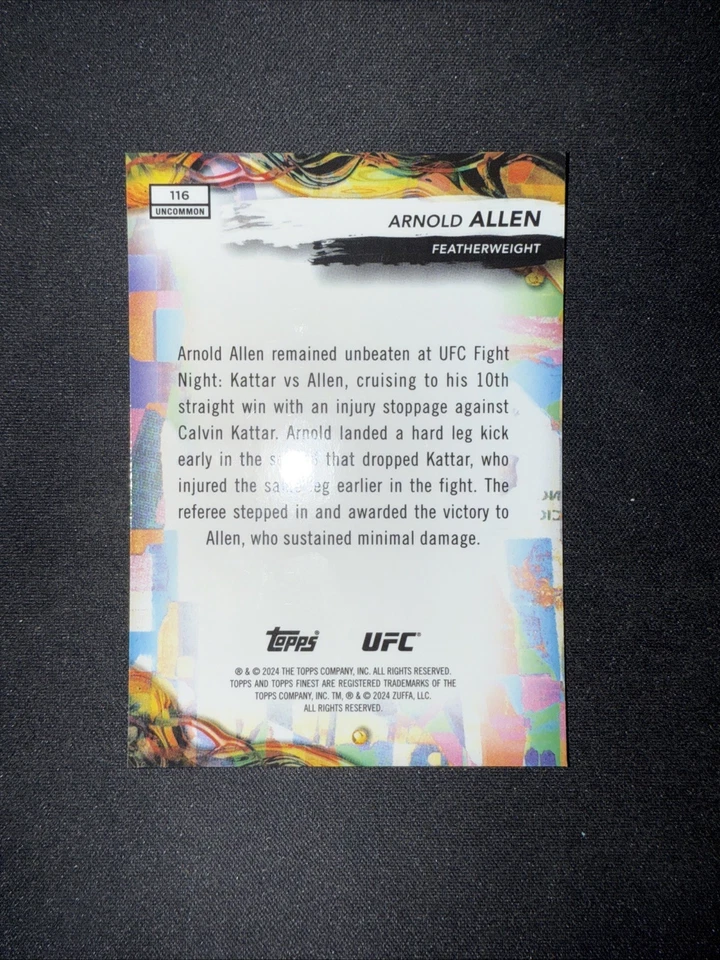 116
UNCOMMON
ARNOLD ALLEN
FEATHERWEIGHT
Arnold Allen remained unbeaten at UFC Fight
Night: Kattar vs Allen, cruising to his 10th
straight win with an injury stoppage against
Calvin Kattar. Arnold landed a hard leg kick
early in the that dropped Kattar, who
injured the same leg earlier in the fight. The
referee stepped in and awarded the victory to
Allen, who sustained minimal damage.
Topps UFC
® & © 2024 THE TOPPS COMPANY, INC. ALL RIGHTS RESERVED.
TOPPS AND TOPPS FINEST ARE REGISTERED TRADEMARKS OF THE
TOPPS COMPANY, INC. TM, ® & © 2024 ZUFFA, LLC.
ALL RIGHTS RESERVED.